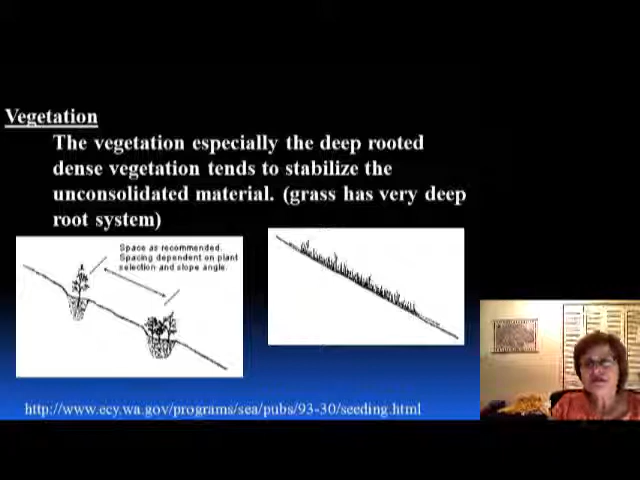 Vegetation
The vegetation especially the deep rooted
dense vegetation tends to stabilize the
unconsolidated material. (grass has very deep
root system)
Space as recommended.
Spacing dependent on plant
selection and slope angle.
http://www.ecy.wa.gov/programs/sea/pubs/93-30/seeding.html